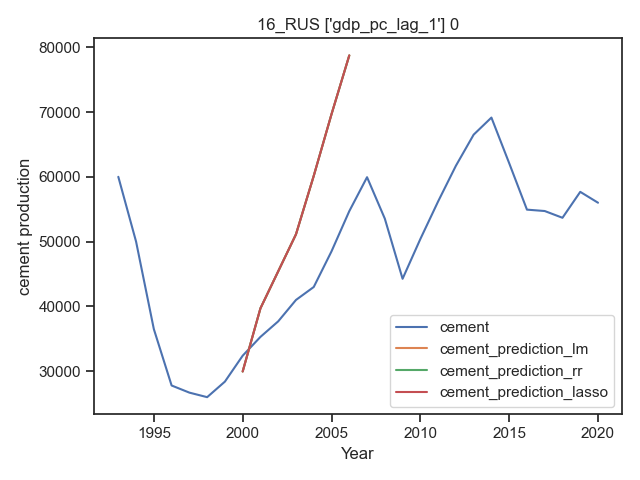 16_RUS ['gdp_pc_lag_1'] 0
cement production
80000
70000
60000
50000
40000
30000
1995
2000
2005
2010
2015
2020
Year
cement
cement_prediction_lm
cement_prediction_rr
cement_prediction_lasso